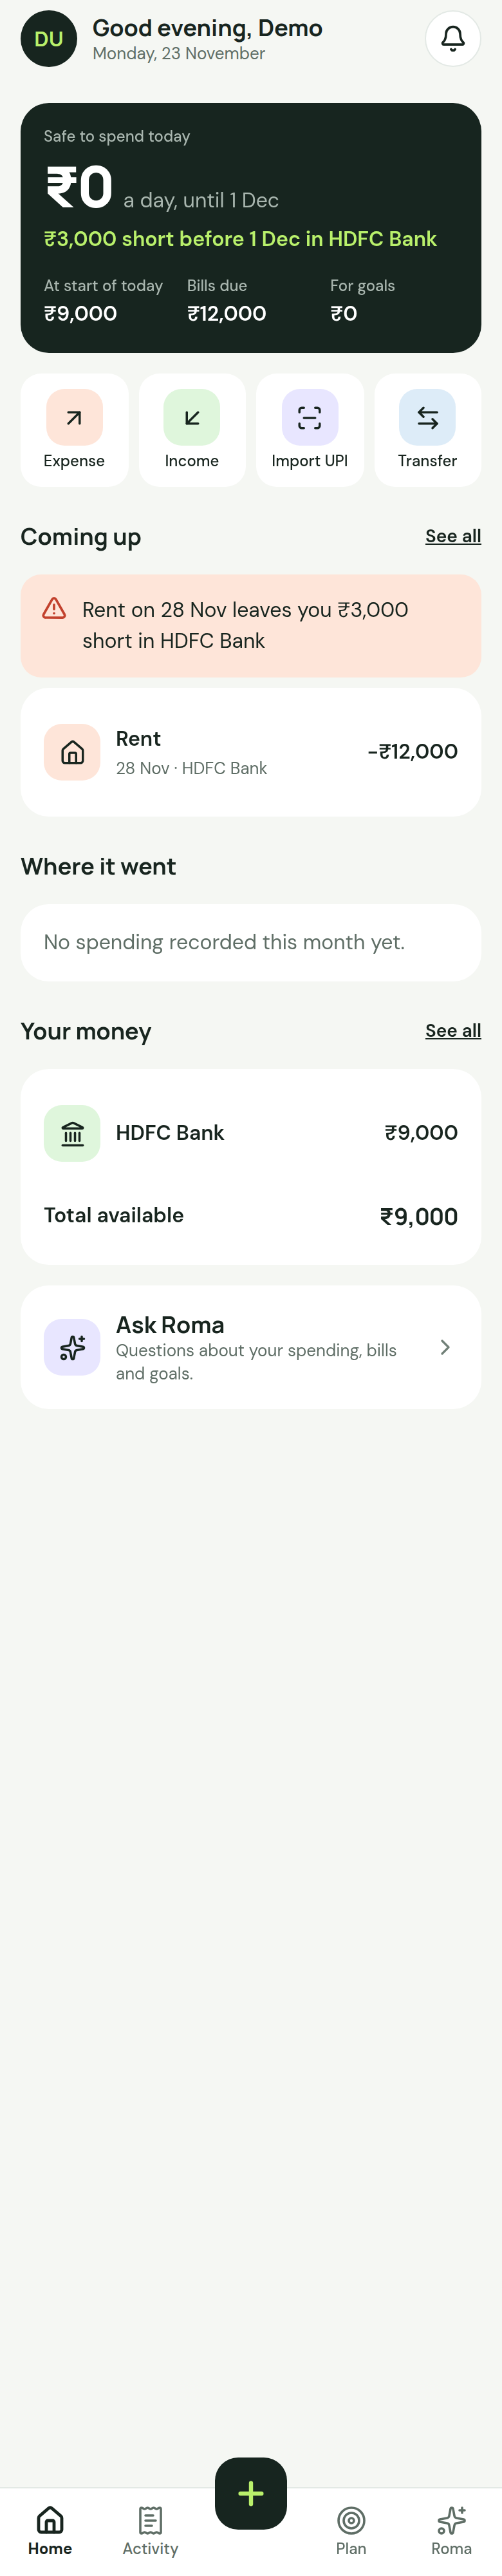 DU
Good evening, Demo
Monday, 23 November
Safe to spend today
₹0 a day, until 1 Dec
₹3,000 short before 1 Dec in HDFC Bank
At start of today Bills due For goals
₹9,000 ₹12,000 ₹0
Expense Income Import UPI Transfer
Coming up See all
Rent on 28 Nov leaves you ₹3,000
short in HDFC Bank
Rent
28 Nov · HDFC Bank
-₹12,000
Where it went
No spending recorded this month yet.
Your money See all
HDFC Bank ₹9,000
Total available ₹9,000
Ask Roma
Questions about your spending, bills
and goals.
Home Activity Plan Roma